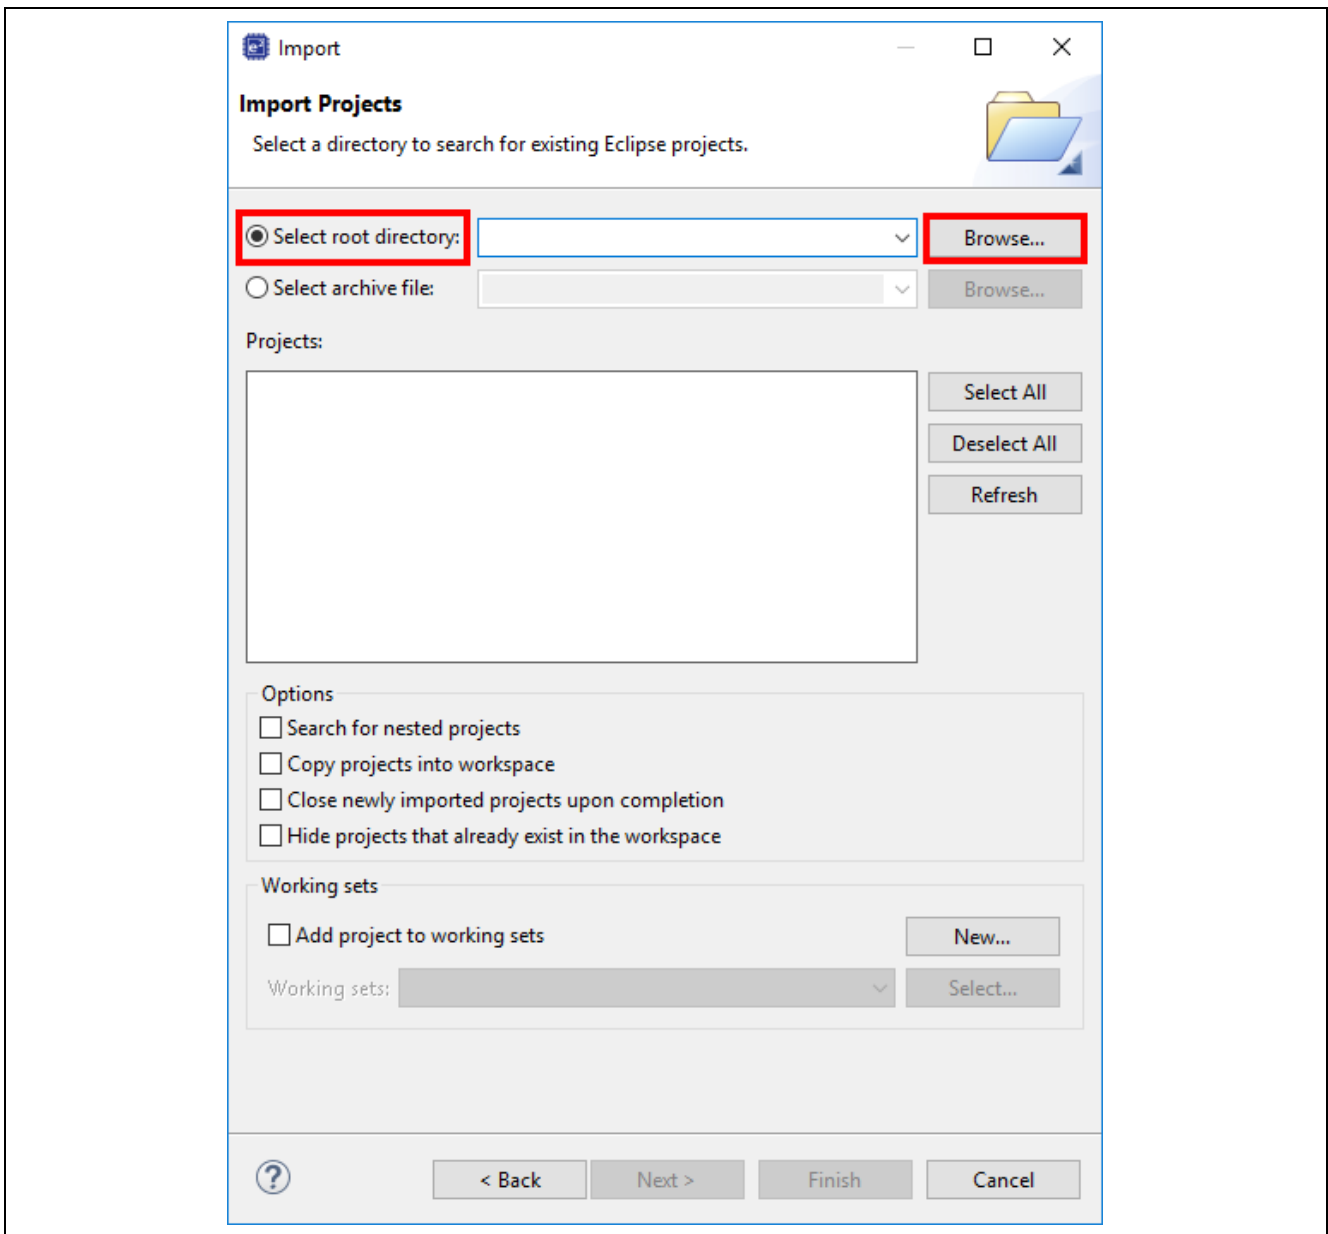 Import
Import Projects
Select a directory to search for existing Eclipse projects.
Select root directory: Browse...
Select archive file: Browse...
Projects:
Select All
Deselect All
Refresh
Options
Search for nested projects
Copy projects into workspace
Close newly imported projects upon completion
Hide projects that already exist in the workspace
Working sets
Add project to working sets New...
Working sets: Select...
? < Back Next > Finish Cancel